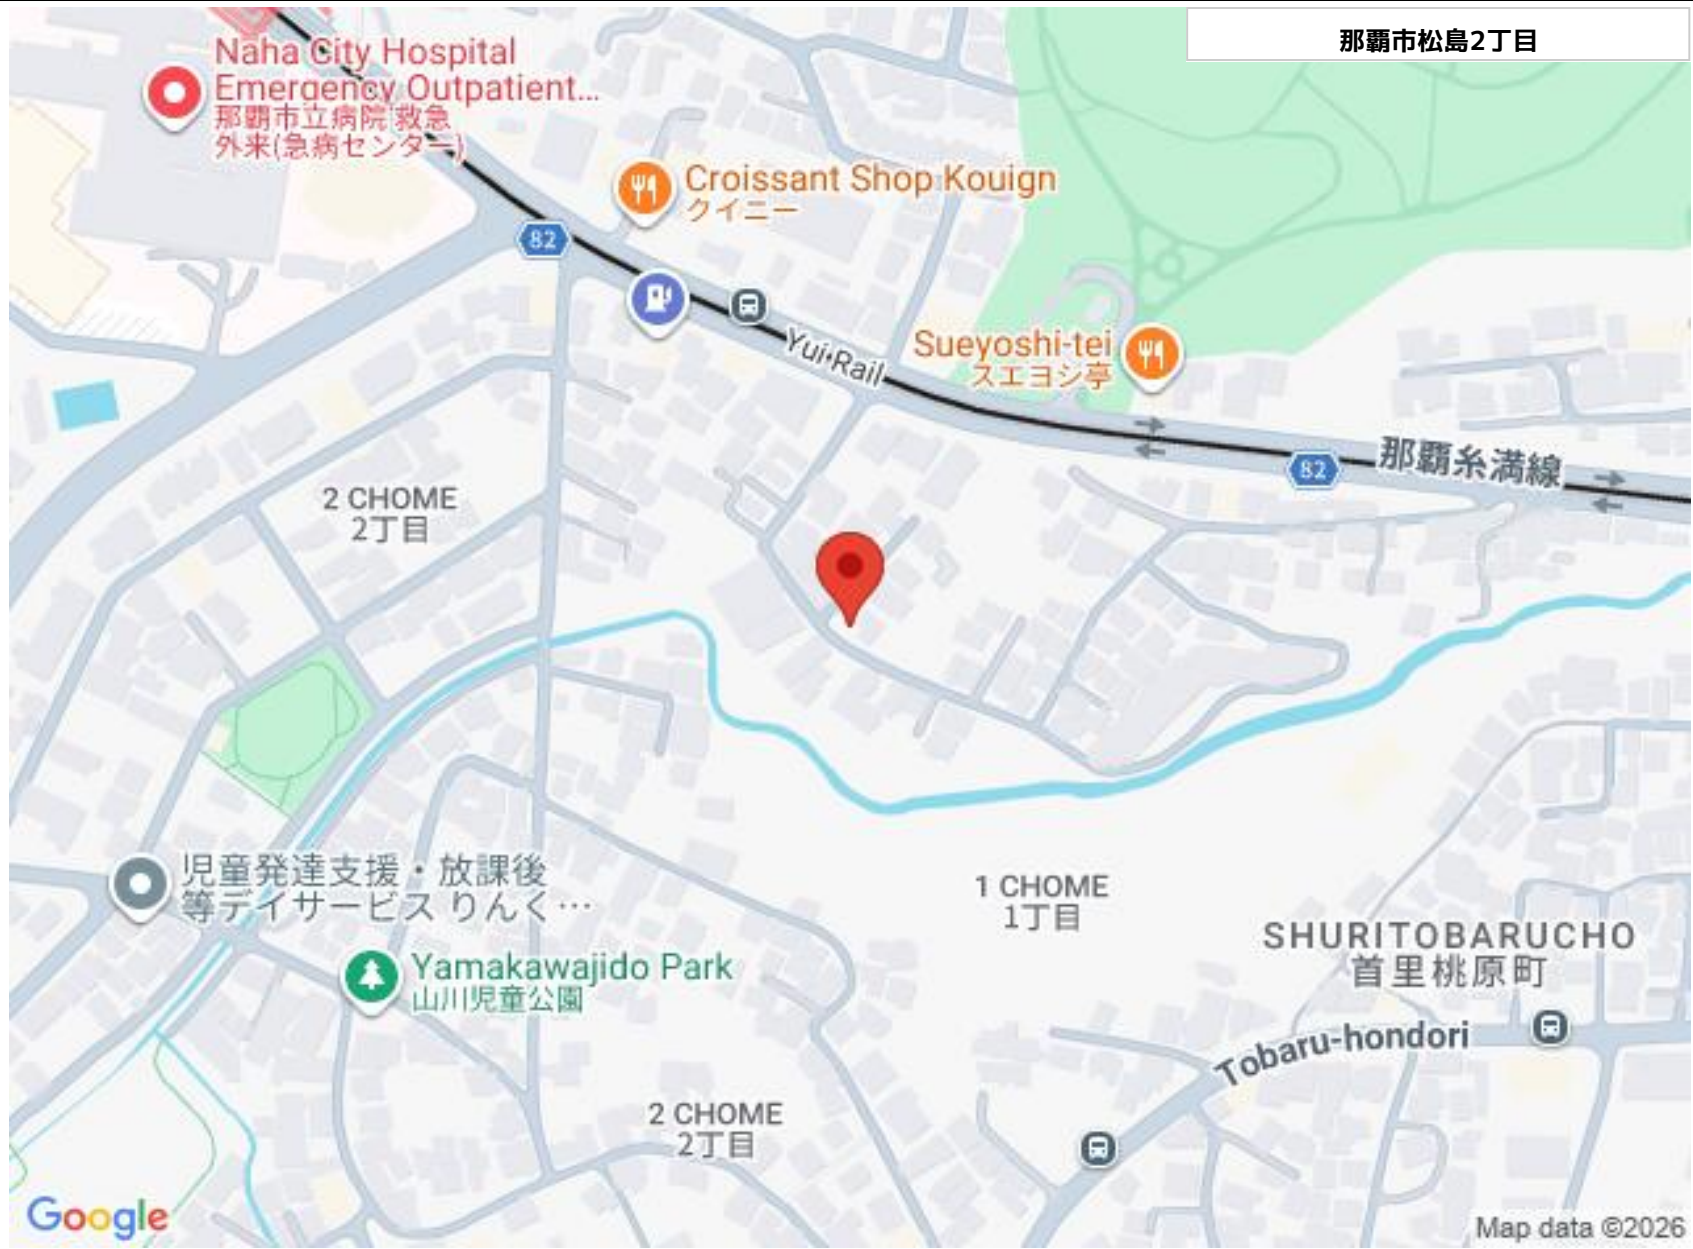 那覇市松島2丁目
Naha City Hospital
Emergency Outpatient...
那覇市立病院 救急
外来(急病センター)
Croissant Shop Kouign
クイニー
82
Yui Rail
Sueyoshi-tei
スエヨシ亭
82
那覇糸満線
2 CHOME
2丁目
児童発達支援・放課後
等デイサービス りんく…
1 CHOME
1丁目
SHURITOBARUCHO
首里桃原町
Yamakawajido Park
山川児童公園
Tobaru-hondori
2 CHOME
2丁目
Google
Map data ©2026